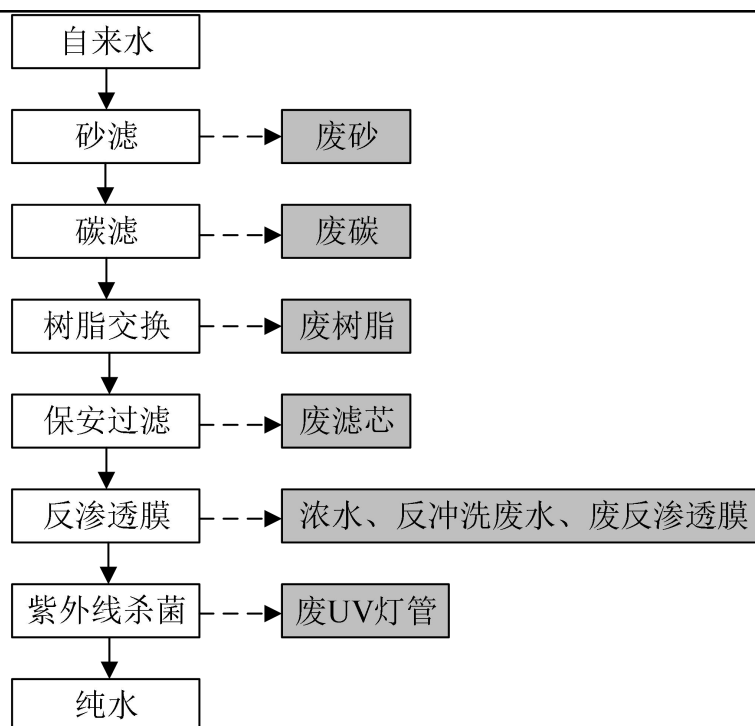 自来水
砂滤
废砂
碳滤
废碳
树脂交换
废树脂
保安过滤
废滤芯
反渗透膜
浓水、反冲洗废水、废反渗透膜
紫外线杀菌
废UV灯管
纯水